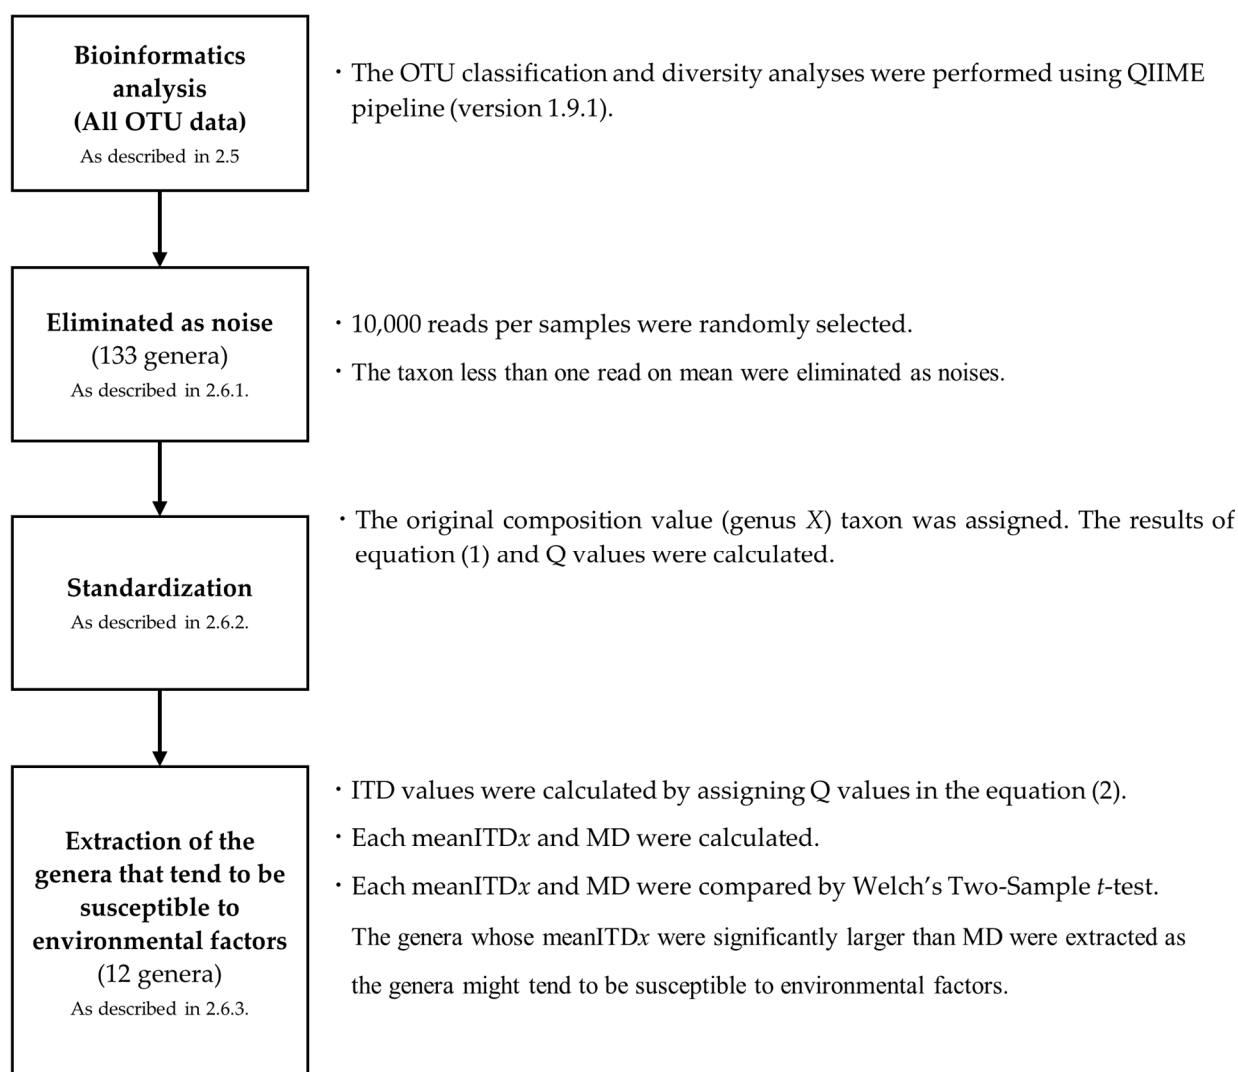 Bioinformatics
analysis
(All OTU data)
As described in 2.5
· The OTU classification and diversity analyses were performed using QIIME
pipeline (version 1.9.1).
Eliminated as noise
(133 genera)
As described in 2.6.1.
· 10,000 reads per samples were randomly selected.
· The taxon less than one read on mean were eliminated as noises.
Standardization
As described in 2.6.2.
· The original composition value (genus X) taxon was assigned. The results of
equation (1) and Q values were calculated.
Extraction of the
genera that tend to be
susceptible to
environmental factors
(12 genera)
As described in 2.6.3.
· ITD values were calculated by assigning Q values in the equation (2).
· Each meanITDx and MD were calculated.
· Each meanITDx and MD were compared by Welch’s Two-Sample t-test.
The genera whose meanITDx were significantly larger than MD were extracted as
the genera might tend to be susceptible to environmental factors.